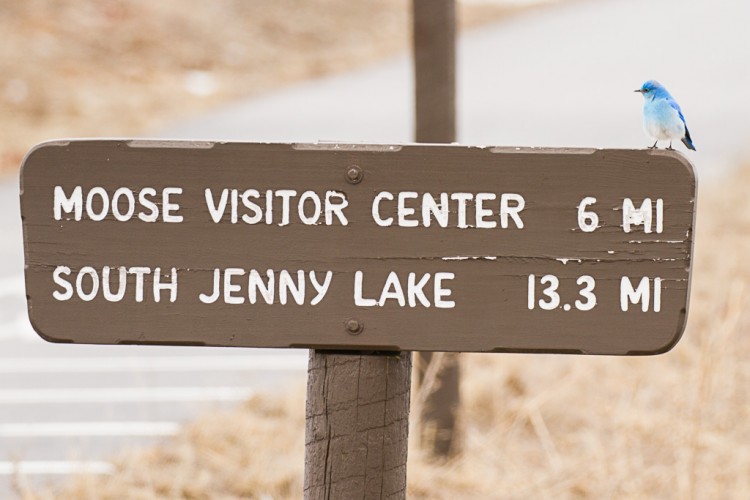 MOOSE VISITOR CENTER 6 MI
SOUTH JENNY LAKE 13.3 MI